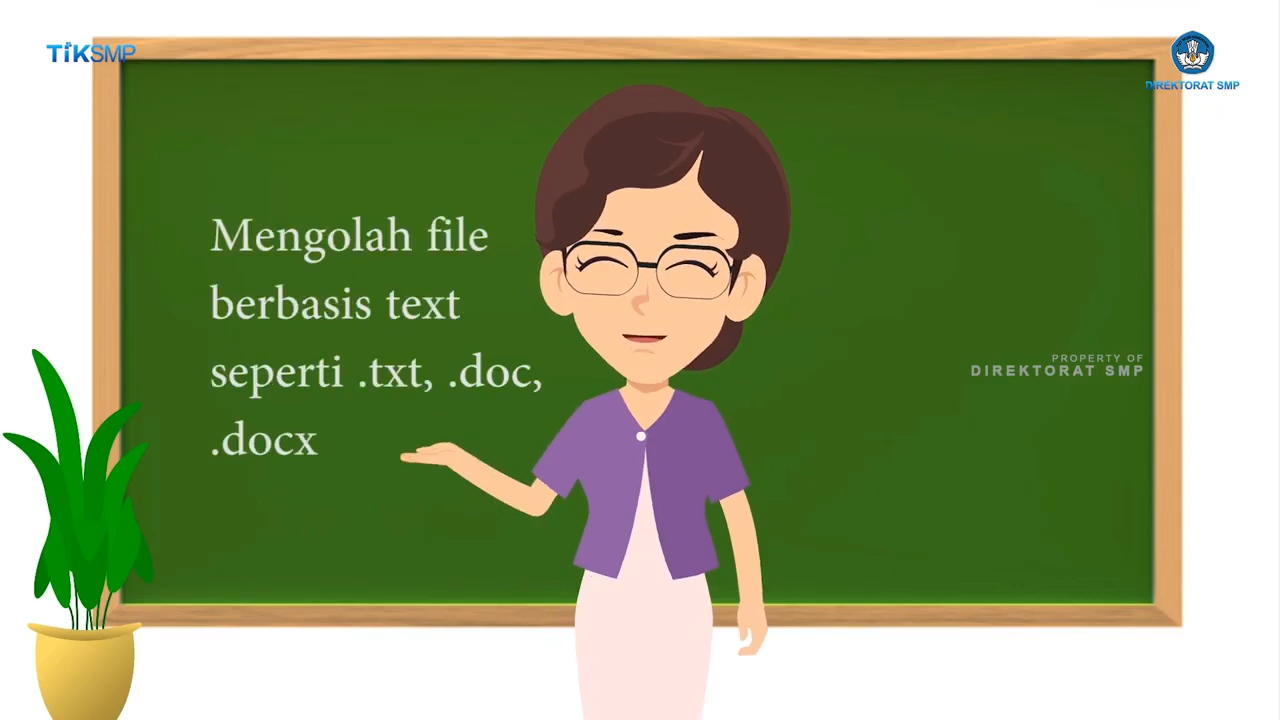 TiKSMP
DIREKTORAT SMP
Mengolah file
berbasis text
seperti .txt, .doc,
.docx
PROPERTY OF
DIREKTORAT SMP